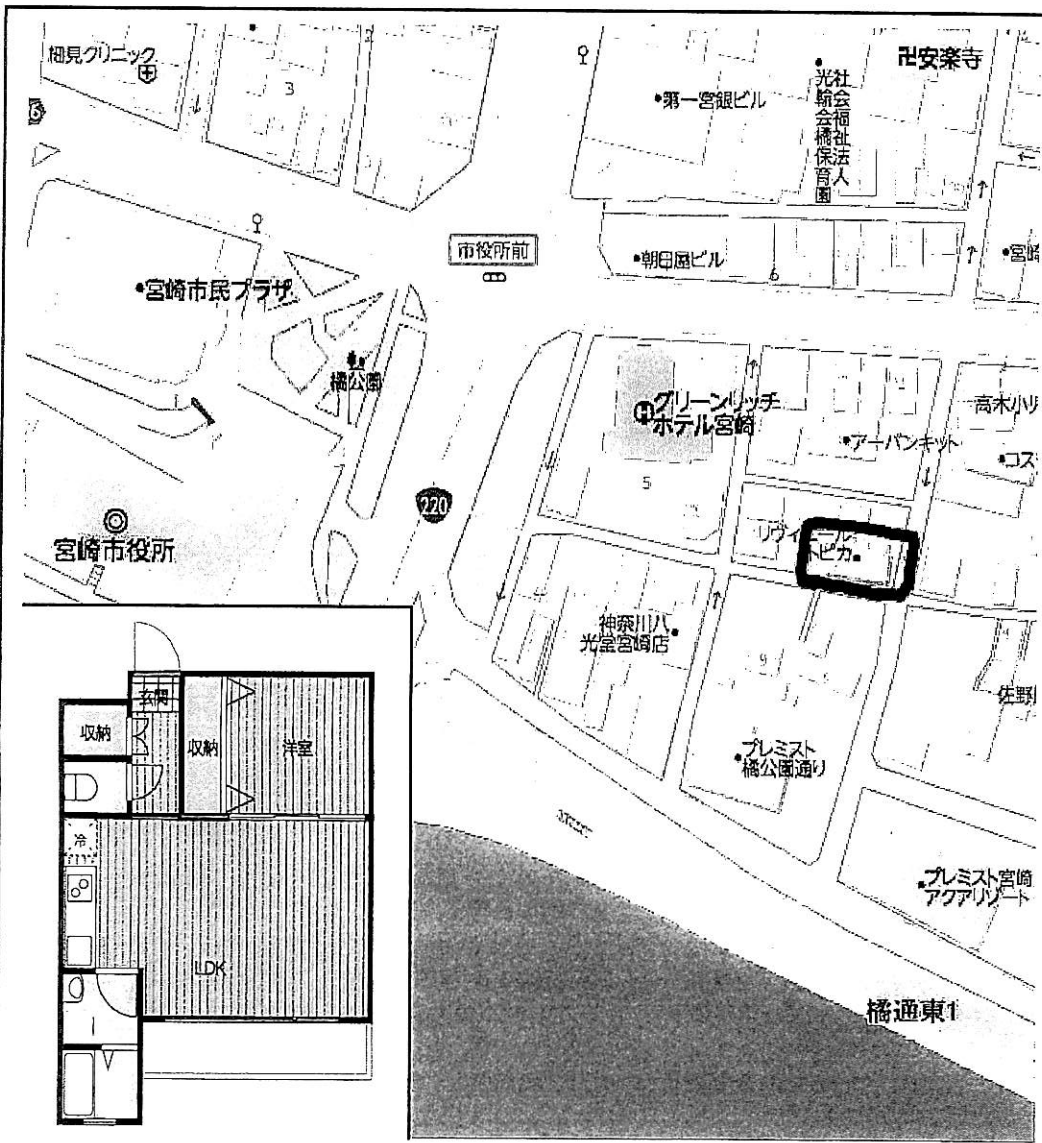 細見クリニック
3
卍安楽寺
第一宮銀ビル
社会福祉法人
光輪会橘保育園
市役所前
朝日屋ビル
6
宮崎
宮崎市民プラザ
橘公園
グリーンリッチ
ホテル宮崎
高木小児
アーバンキット
コス
5
220
宮崎市役所
リヴィエール
トピカ
神奈川八
光堂宮崎店
9
佐野
プレミスト
橘公園通り
プレミスト宮崎
アクアリゾート
橘通東1
玄関
収納
収納
洋室
冷
LDK